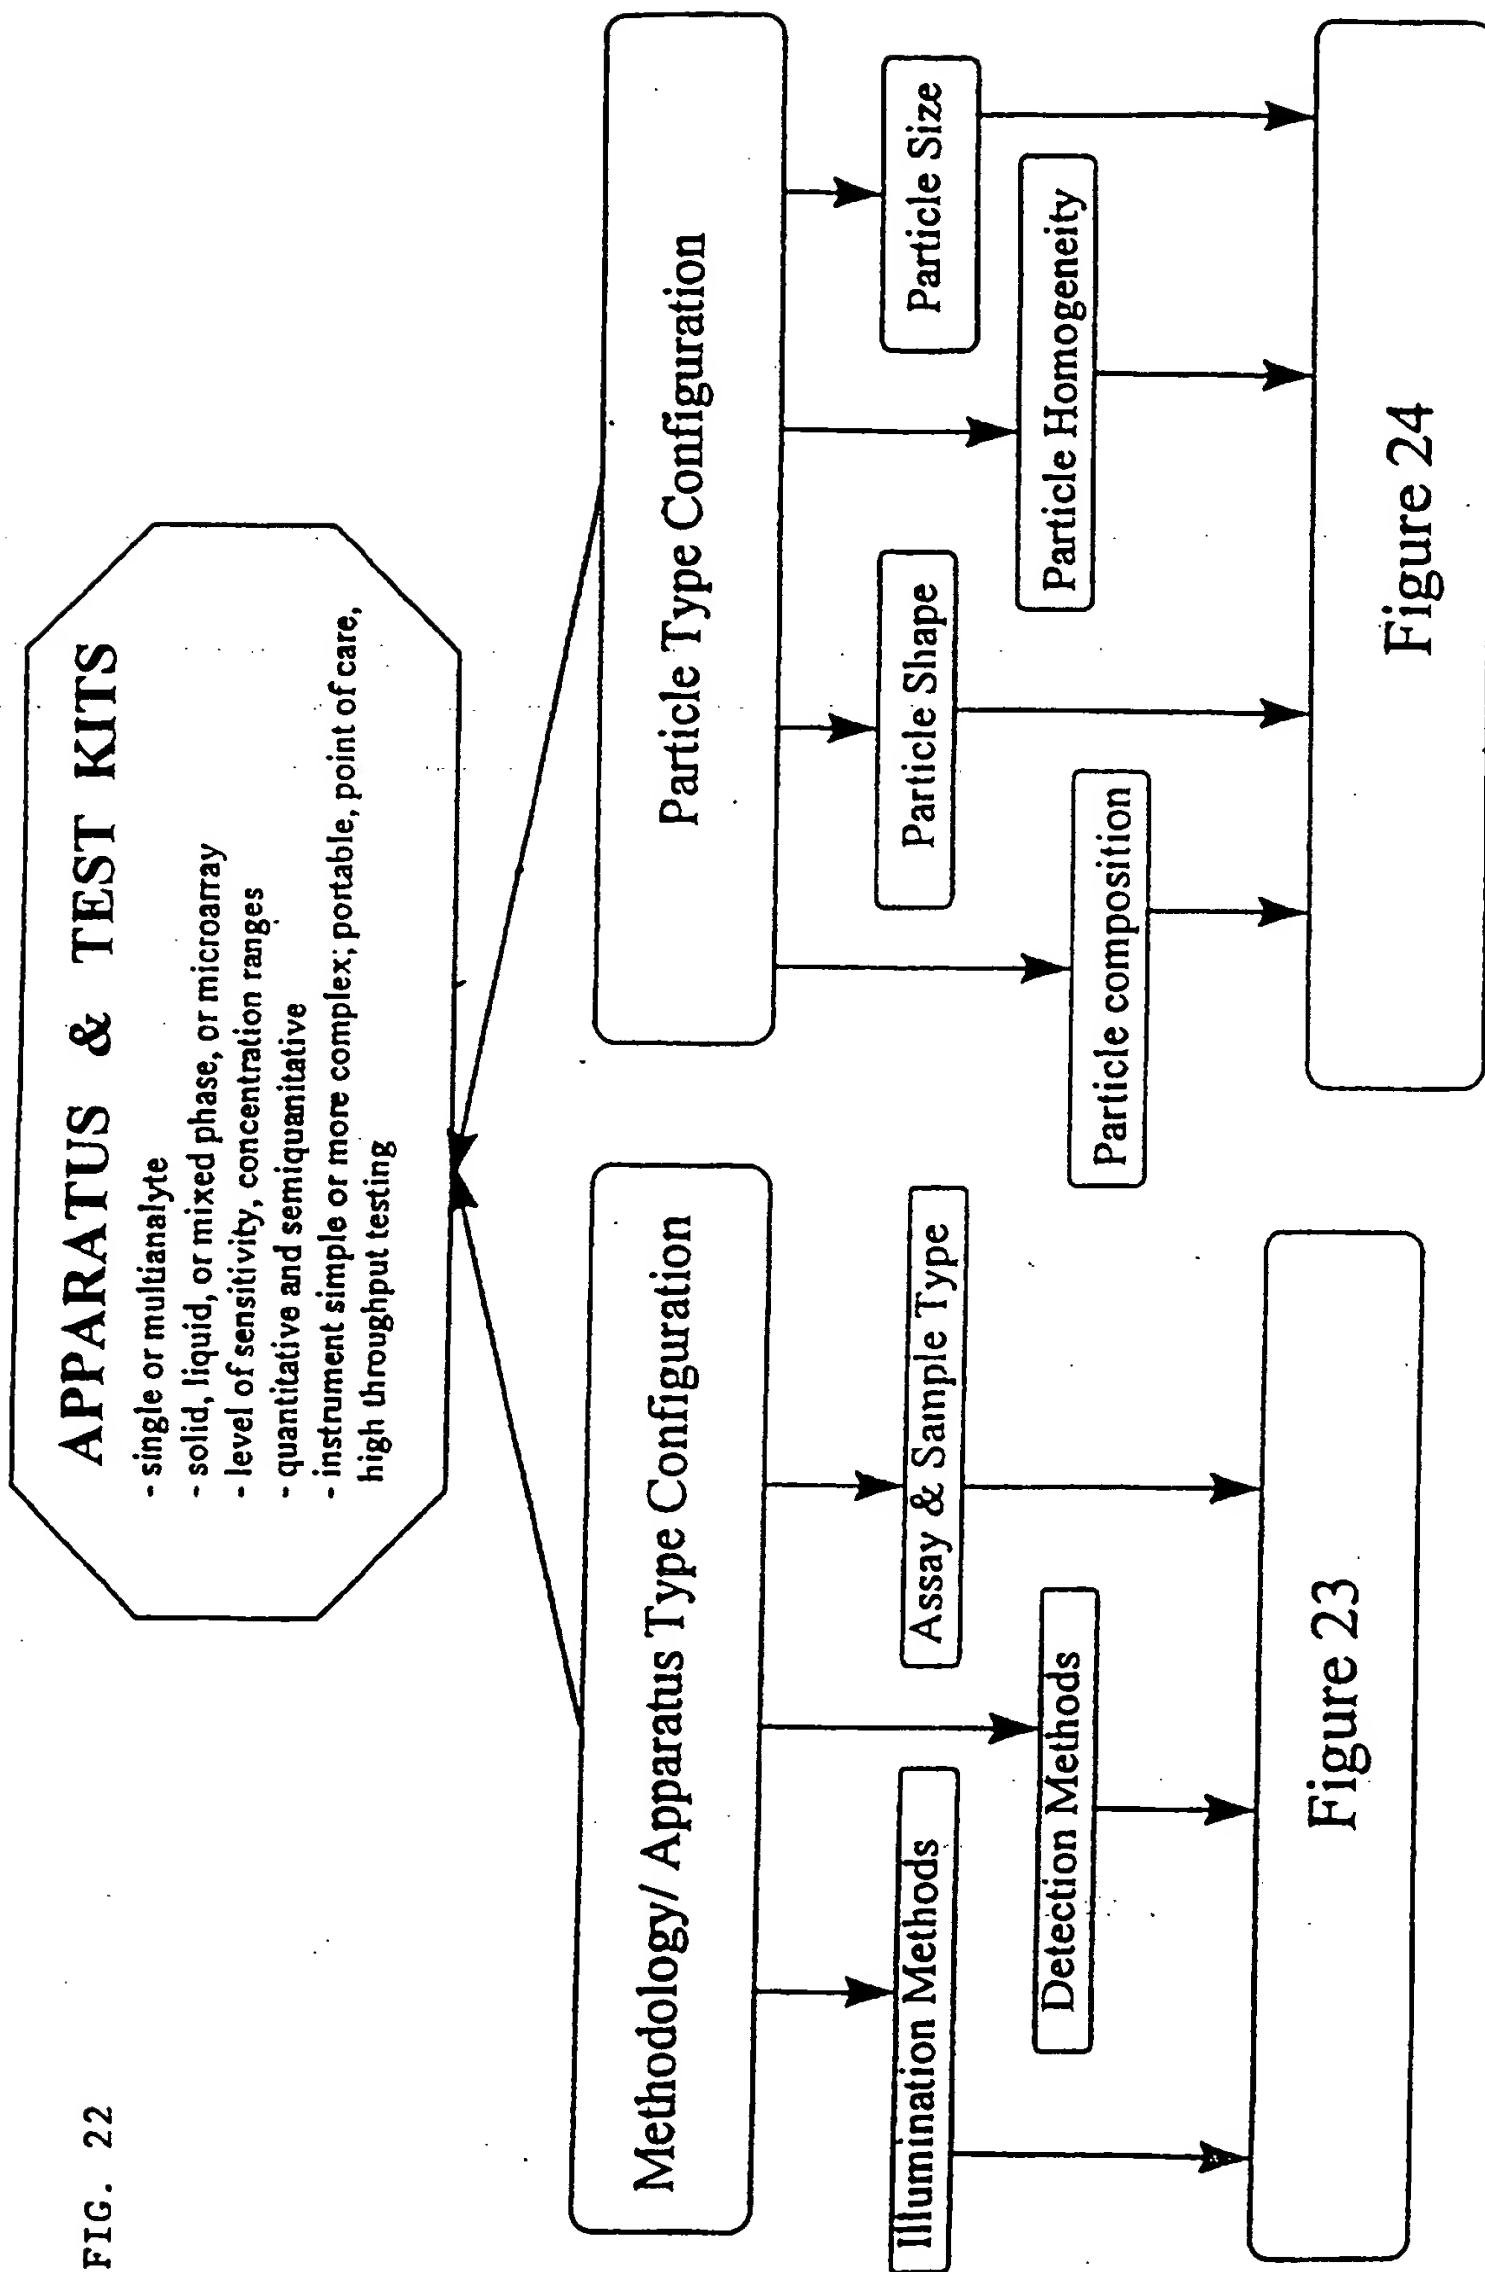 FIG. 22
APPARATUS & TEST KITS
- single or multianalyte
- solid, liquid, or mixed phase, or microarray
- level of sensitivity, concentration ranges
- quantitative and semiquanitative
- instrument simple or more complex; portable, point of care,
high throughput testing
Methodology/ Apparatus Type Configuration
Particle Type Configuration
Illumination Methods
Assay & Sample Type
Detection Methods
Particle Shape
Particle Size
Particle composition
Particle Homogeneity
Figure 23
Figure 24